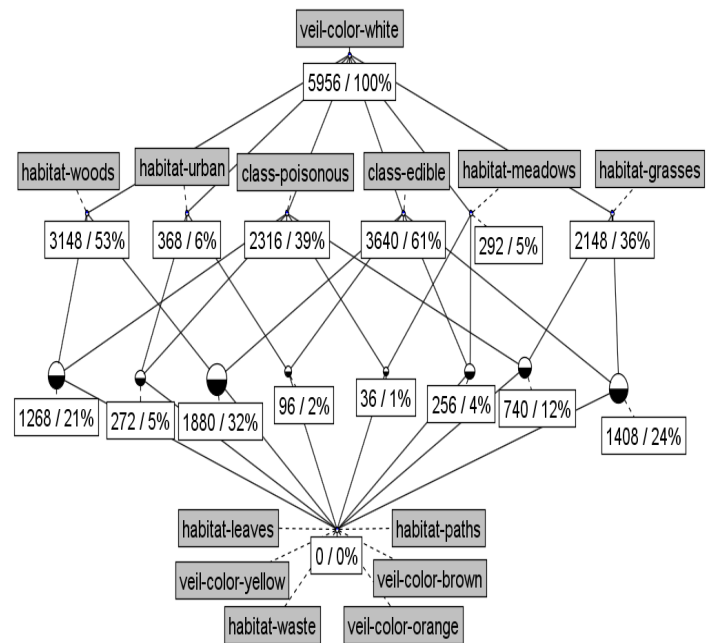 veil-color-white
5956 / 100%
habitat-woods
habitat-urban
class-poisonous
class-edible
habitat-meadows
habitat-grasses
3148 / 53%
368 / 6%
2316 / 39%
3640 / 61%
292 / 5%
2148 / 36%
1268 / 21%
272 / 5%
1880 / 32%
96 / 2%
36 / 1%
256 / 4%
740 / 12%
1408 / 24%
habitat-leaves
habitat-paths
0 / 0%
veil-color-yellow
veil-color-brown
habitat-waste
veil-color-orange